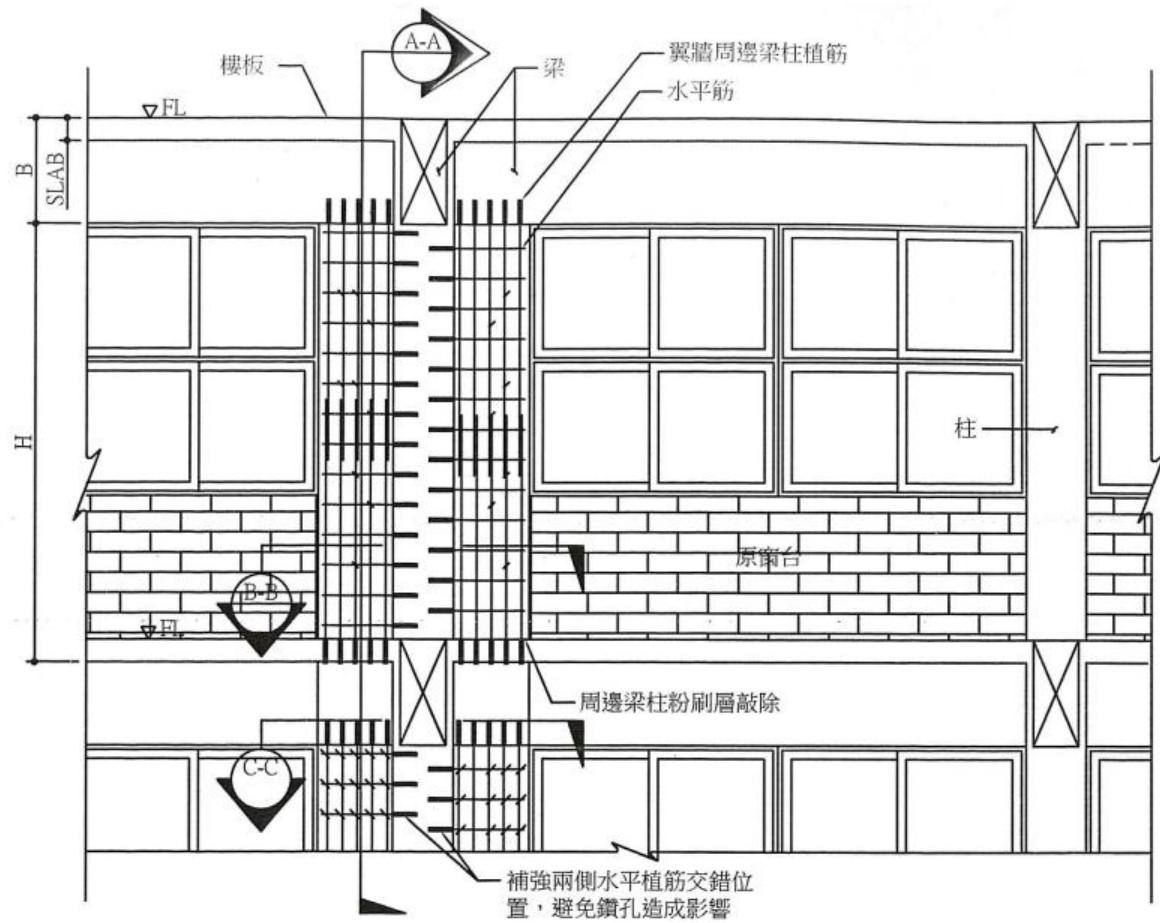 A-A
翼牆周邊梁柱植筋
樓板
梁
水平筋
FL
B
SLAB
H
柱
原窗台
B-B
FL
周邊梁柱粉刷層敲除
C-C
補強兩側水平植筋交錯位
置，避免鑽孔造成影響